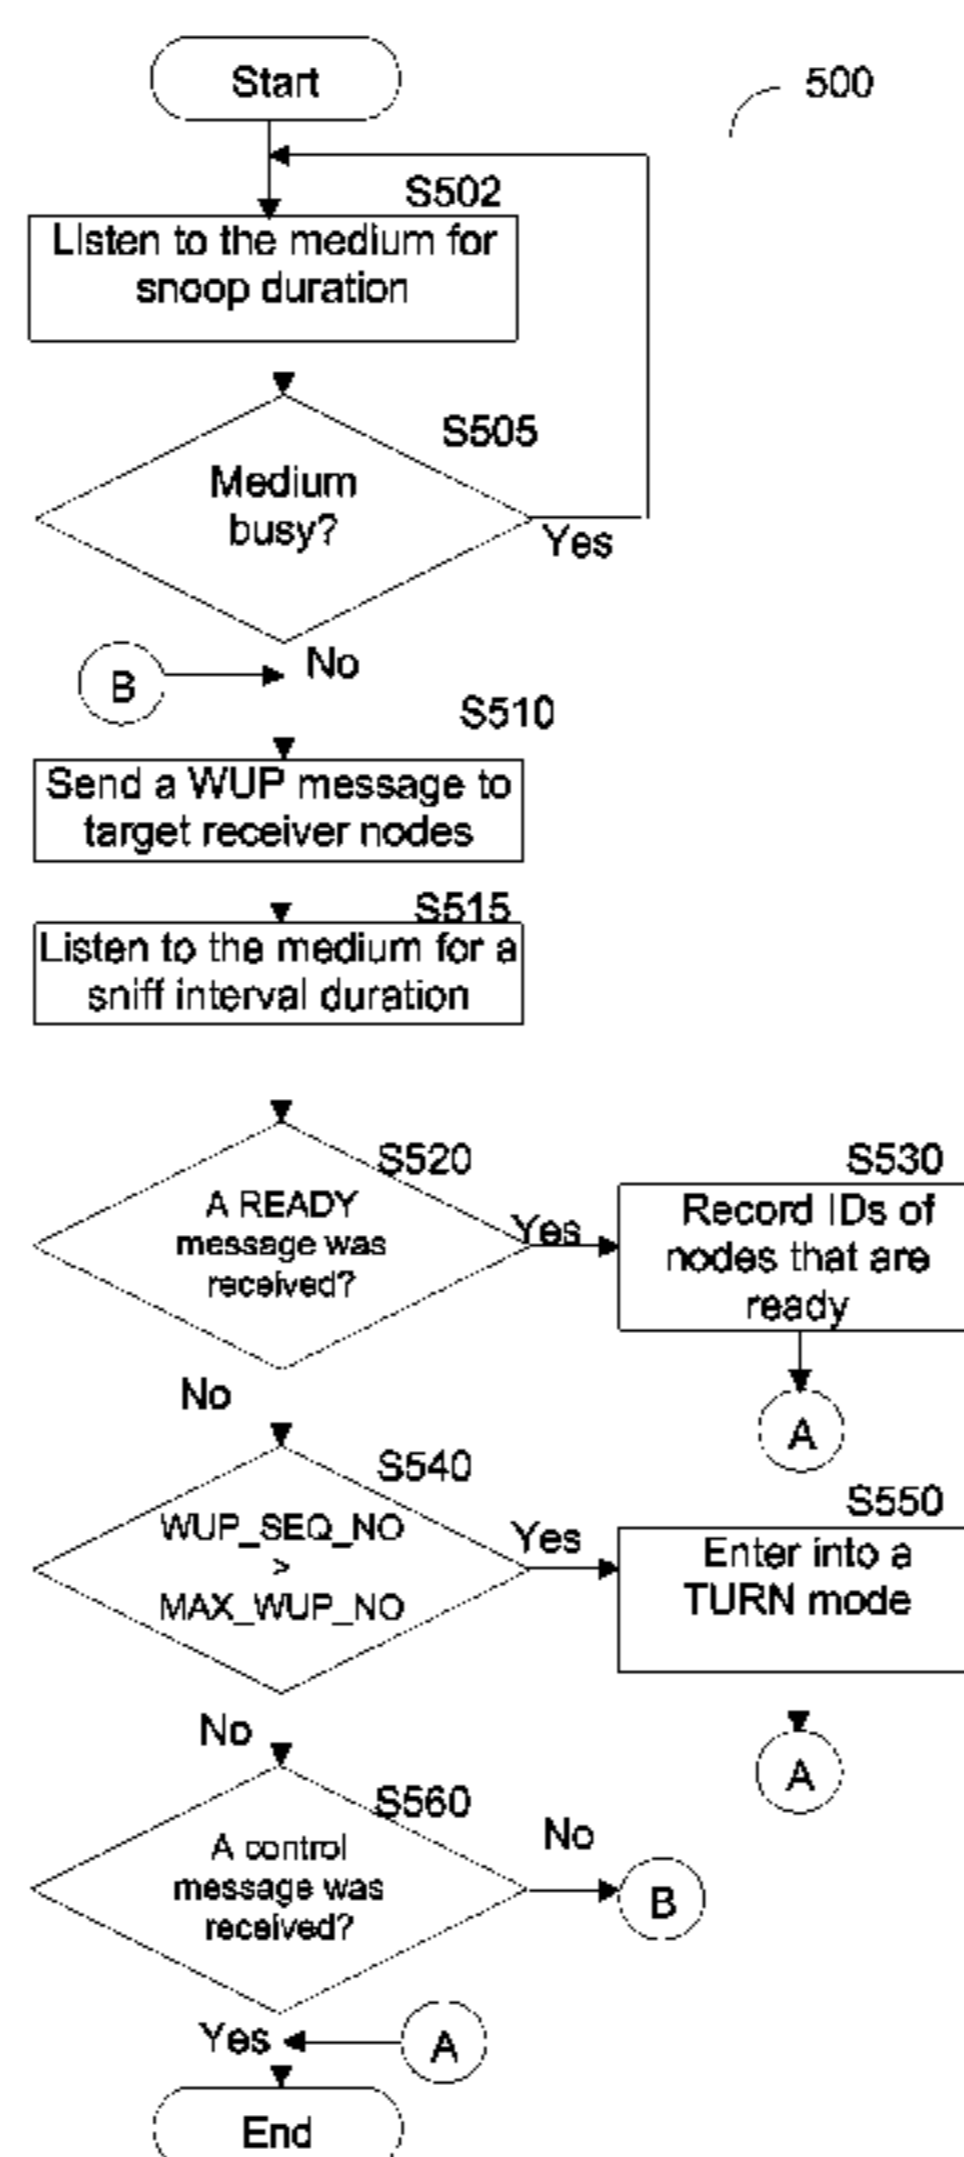 Start
500
S502
LIsten to the medium for
snoop duration
S505
Medium
busy?
Yes
No
B
S510
Send a WUP message to
target receiver nodes
S515
Listen to the medium for a
sniff interval duration
S520
A READY
message was
received?
Yes
S530
Record IDs of
nodes that are
ready
No
A
S540
WUP_SEQ_NO
>
MAX_WUP_NO
Yes
S550
Enter into a
TURN mode
No
A
S560
A control
message was
received?
No
B
Yes
A
End